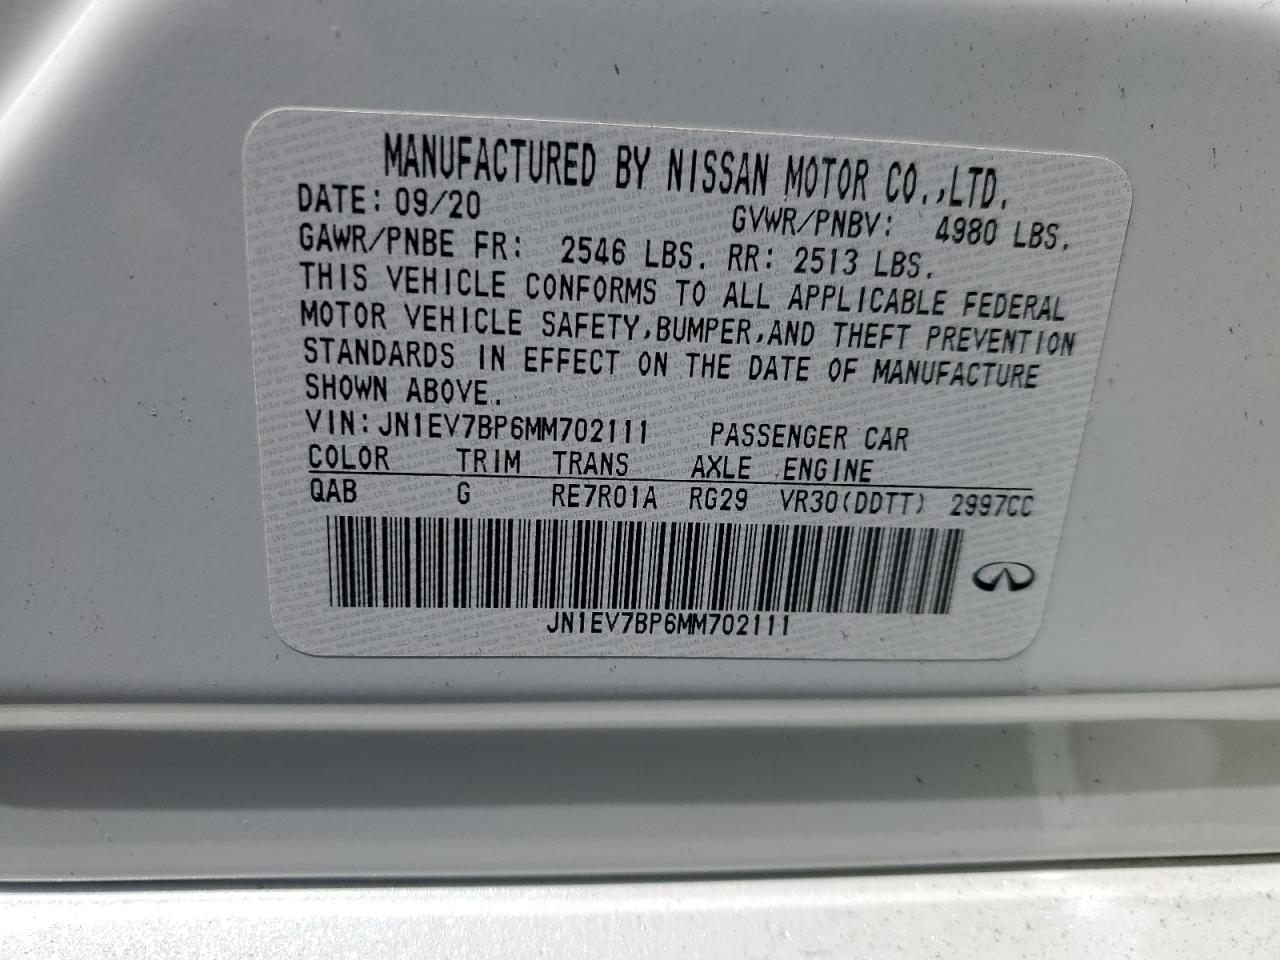 MANUFACTURED BY NISSAN MOTOR CO.,LTD.
DATE: 09/20 GVWR/PNBV: 4980 LBS.
GAWR/PNBE FR: 2546 LBS. RR: 2513 LBS.
THIS VEHICLE CONFORMS TO ALL APPLICABLE FEDERAL
MOTOR VEHICLE SAFETY,BUMPER,AND THEFT PREVENTION
STANDARDS IN EFFECT ON THE DATE OF MANUFACTURE
SHOWN ABOVE.
VIN: JN1EV7BP6MM702111 PASSENGER CAR
COLOR TRIM TRANS AXLE ENGINE
QAB G RE7R01A RG29 VR30(DDTT) 2997CC
JN1EV7BP6MM702111